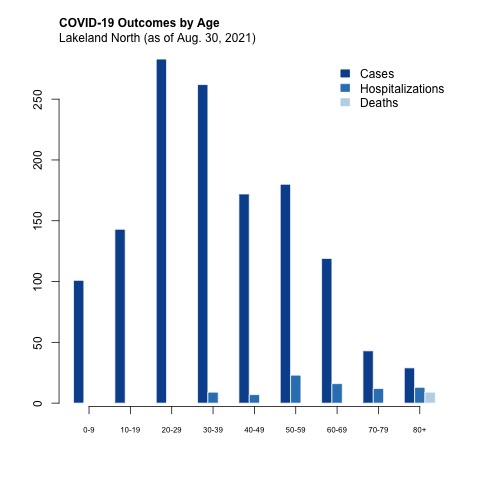 COVID-19 Outcomes by Age
Lakeland North (as of Aug. 30, 2021)
Cases
Hospitalizations
Deaths
250
200
150
100
50
0
0-9 10-19 20-29 30-39 40-49 50-59 60-69 70-79 80+